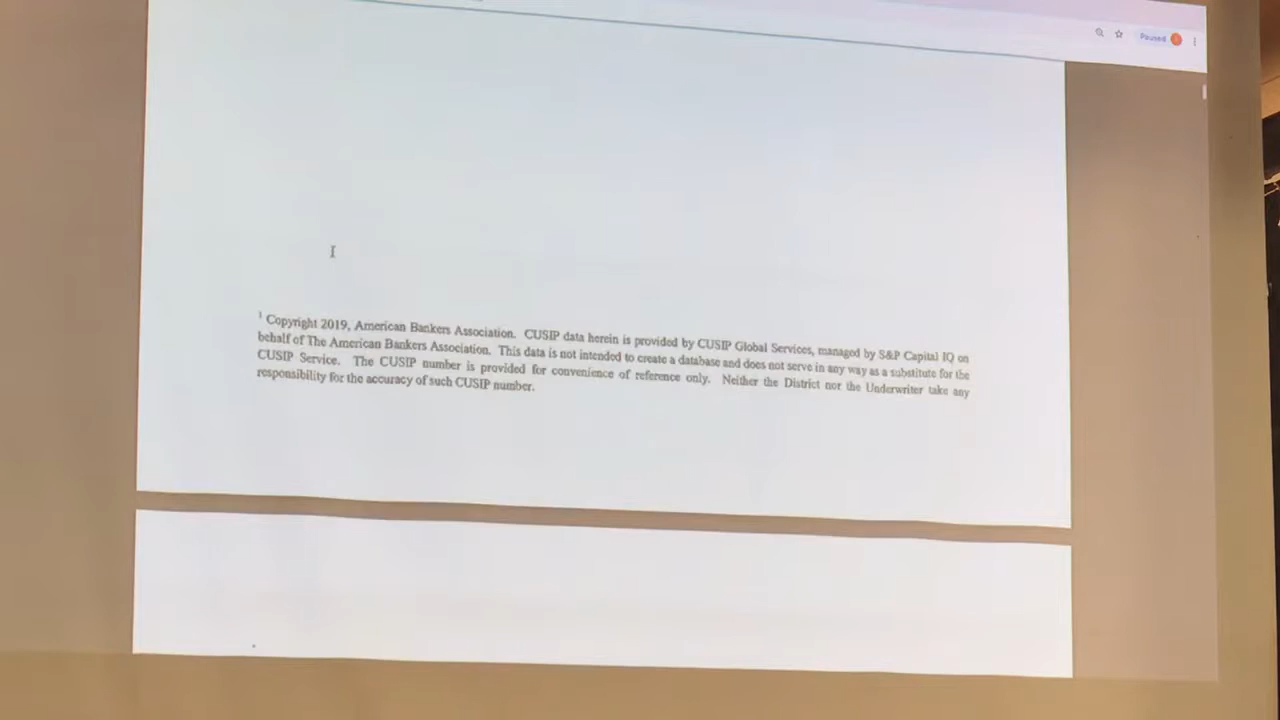 Paused
1 Copyright 2019, American Bankers Association. CUSIP data herein is provided by CUSIP Global Services, managed by S&P Capital IQ on
behalf of The American Bankers Association. This data is not intended to create a database and does not serve in any way as a substitute for the
CUSIP Service. The CUSIP number is provided for convenience of reference only. Neither the District nor the Underwriter take any
responsibility for the accuracy of such CUSIP number.